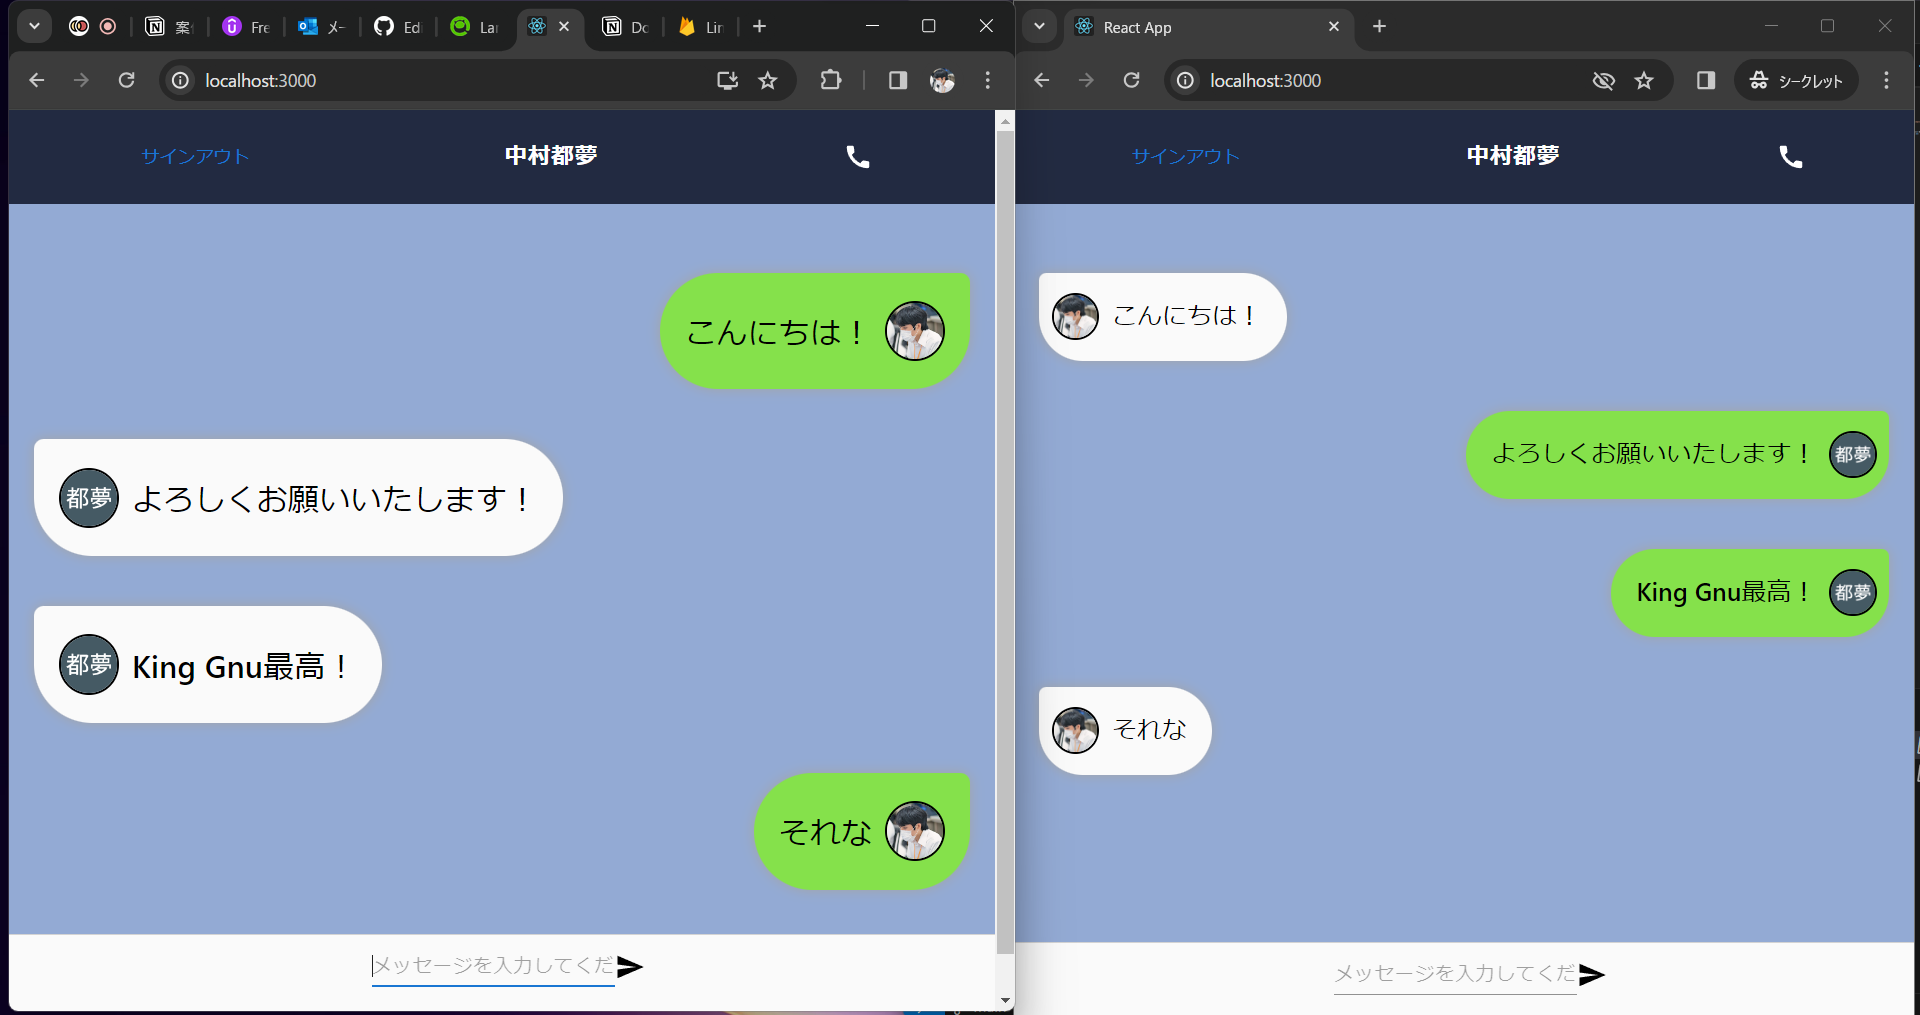 案
Fre
メー
Edi
Lar
Do
Lin
localhost:3000
サインアウト
中村都夢
こんにちは！
都夢
よろしくお願いいたします！
都夢
King Gnu最高！
それな
メッセージを入力してくだ
React App
localhost:3000
シークレット
サインアウト
中村都夢
こんにちは！
よろしくお願いいたします！
都夢
King Gnu最高！
都夢
それな
メッセージを入力してくだ